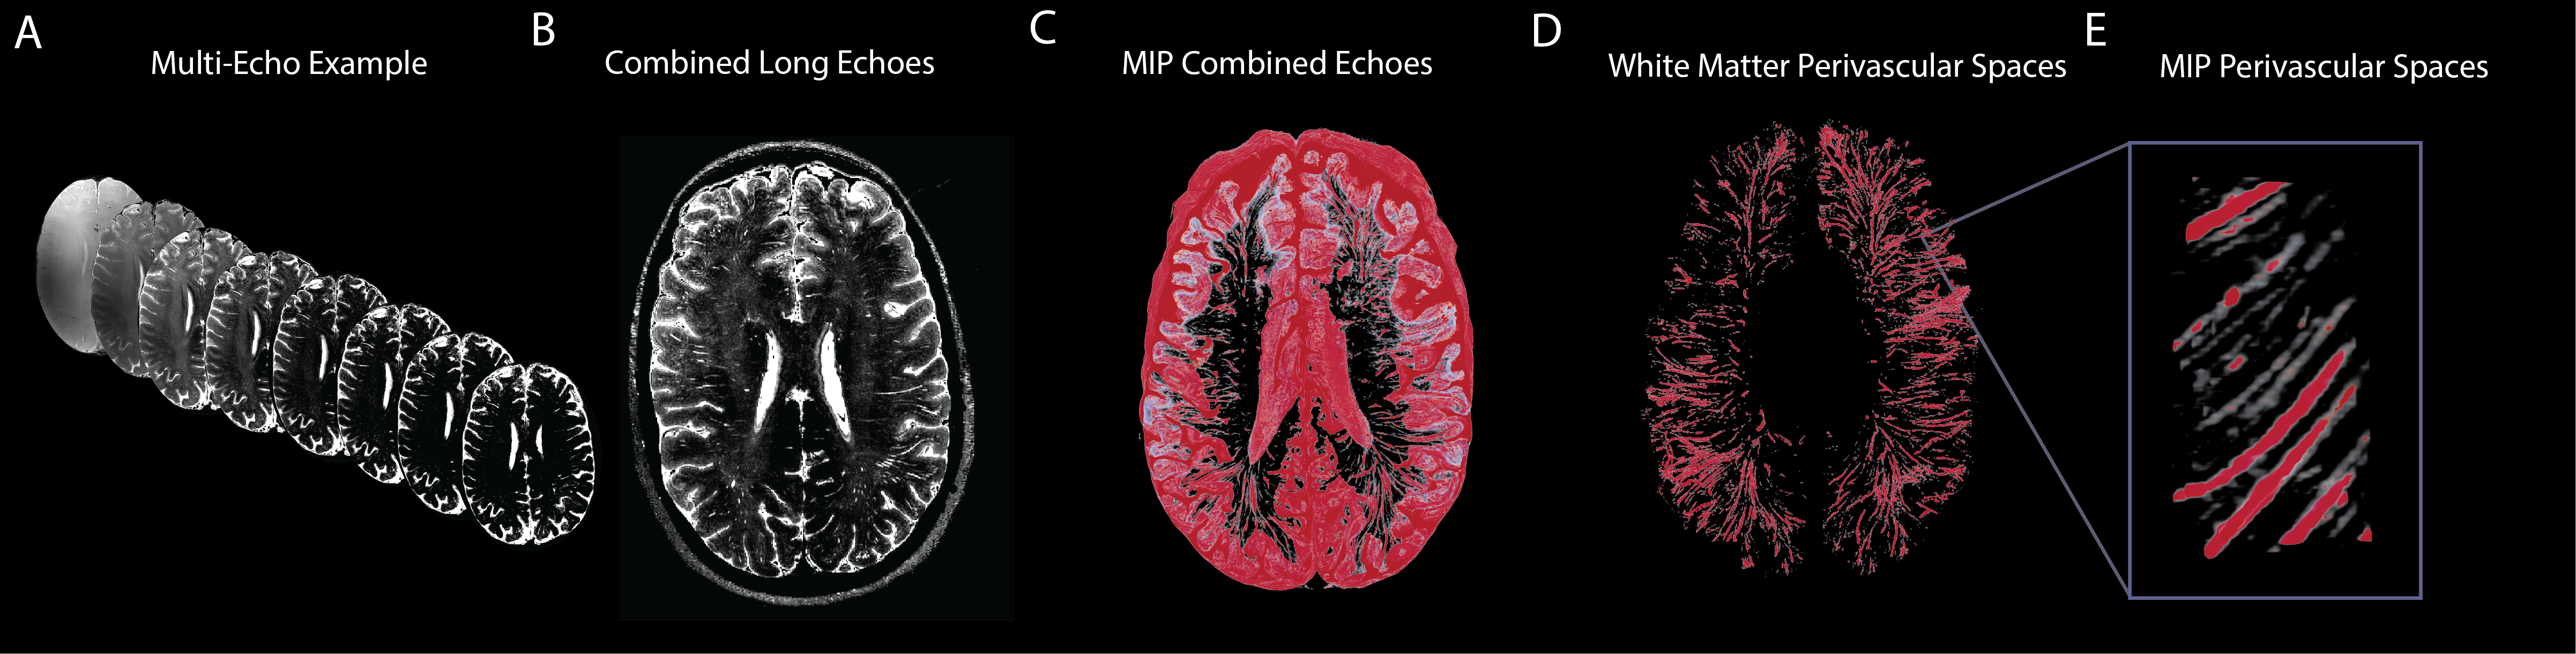 A
Multi-Echo Example
B
Combined Long Echoes
C
MIP Combined Echoes
D
White Matter Perivascular Spaces
E
MIP Perivascular Spaces